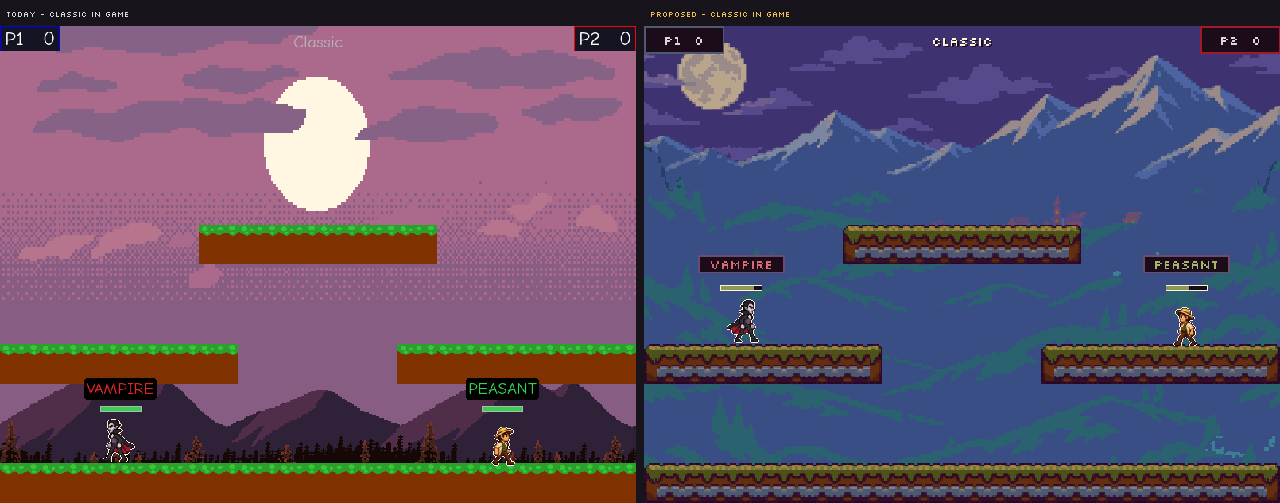 TODAY - CLASSIC IN GAME
P1 0
Classic
P2 0
VAMPIRE
PEASANT
PROPOSED - CLASSIC IN GAME
P1 0
CLASSIC
P2 0
VAMPIRE
PEASANT